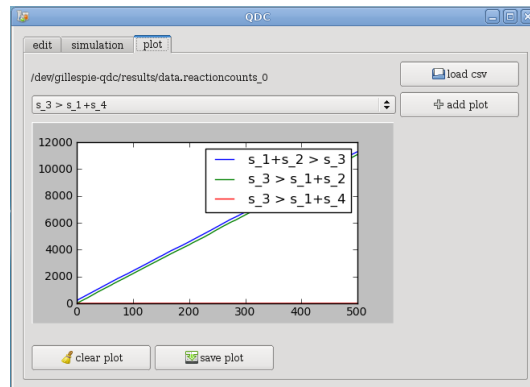 QDC
edit simulation plot
/dev/gillespie-qdc/results/data.reactioncounts_0
load csv
s_3 > s_1+s_4
add plot
12000
10000
8000
6000
4000
2000
0
s_1+s_2 > s_3
s_3 > s_1+s_2
s_3 > s_1+s_4
0 100 200 300 400 500
clear plot
save plot